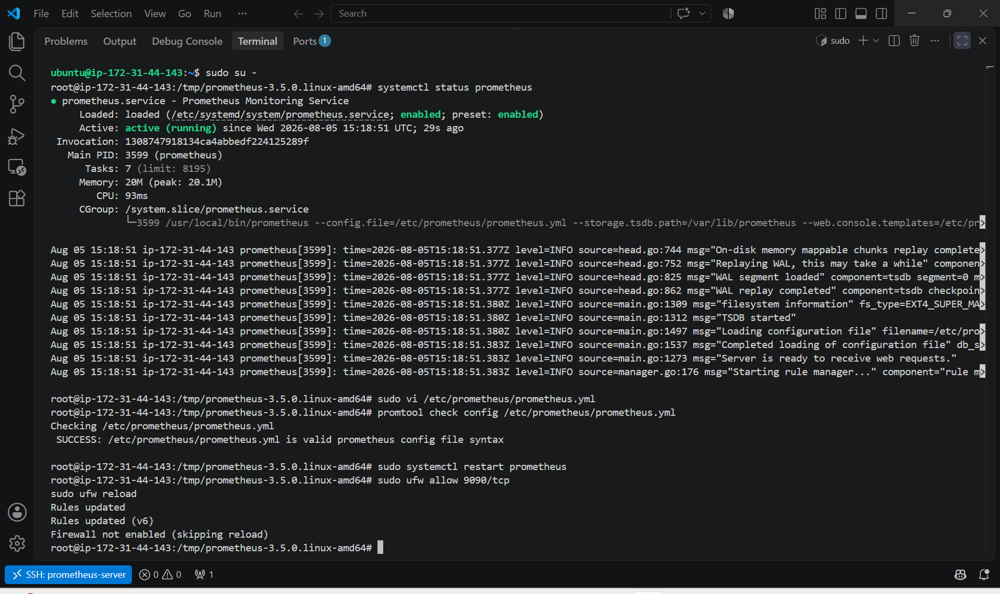 File Edit Selection View Go Run ··· Search
Problems Output Debug Console Terminal Ports 1 sudo
ubuntu@ip-172-31-44-143:~$ sudo su -
root@ip-172-31-44-143:/tmp/prometheus-3.5.0.linux-amd64# systemctl status prometheus
● prometheus.service - Prometheus Monitoring Service
Loaded: loaded (/etc/systemd/system/prometheus.service; enabled; preset: enabled)
Active: active (running) since Wed 2026-08-05 15:18:51 UTC; 29s ago
Invocation: 1308747918134ca4abbedf224125289f
Main PID: 3599 (prometheus)
Tasks: 7 (limit: 8195)
Memory: 20M (peak: 20.1M)
CPU: 93ms
CGroup: /system.slice/prometheus.service
└─3599 /usr/local/bin/prometheus --config.file=/etc/prometheus/prometheus.yml --storage.tsdb.path=/var/lib/prometheus --web.console.templates=/etc/pr>
Aug 05 15:18:51 ip-172-31-44-143 prometheus[3599]: time=2026-08-05T15:18:51.377Z level=INFO source=head.go:744 msg="On-disk memory mappable chunks replay complete>
Aug 05 15:18:51 ip-172-31-44-143 prometheus[3599]: time=2026-08-05T15:18:51.377Z level=INFO source=head.go:752 msg="Replaying WAL, this may take a while" componen>
Aug 05 15:18:51 ip-172-31-44-143 prometheus[3599]: time=2026-08-05T15:18:51.377Z level=INFO source=head.go:825 msg="WAL segment loaded" component=tsdb segment=0 m>
Aug 05 15:18:51 ip-172-31-44-143 prometheus[3599]: time=2026-08-05T15:18:51.377Z level=INFO source=head.go:862 msg="WAL replay completed" component=tsdb checkpoin>
Aug 05 15:18:51 ip-172-31-44-143 prometheus[3599]: time=2026-08-05T15:18:51.380Z level=INFO source=main.go:1309 msg="filesystem information" fs_type=EXT4_SUPER_MA>
Aug 05 15:18:51 ip-172-31-44-143 prometheus[3599]: time=2026-08-05T15:18:51.380Z level=INFO source=main.go:1312 msg="TSDB started"
Aug 05 15:18:51 ip-172-31-44-143 prometheus[3599]: time=2026-08-05T15:18:51.380Z level=INFO source=main.go:1497 msg="Loading configuration file" filename=/etc/pro>
Aug 05 15:18:51 ip-172-31-44-143 prometheus[3599]: time=2026-08-05T15:18:51.383Z level=INFO source=main.go:1537 msg="Completed loading of configuration file" db_s>
Aug 05 15:18:51 ip-172-31-44-143 prometheus[3599]: time=2026-08-05T15:18:51.383Z level=INFO source=main.go:1273 msg="Server is ready to receive web requests."
Aug 05 15:18:51 ip-172-31-44-143 prometheus[3599]: time=2026-08-05T15:18:51.383Z level=INFO source=manager.go:176 msg="Starting rule manager..." component="rule m>
root@ip-172-31-44-143:/tmp/prometheus-3.5.0.linux-amd64# sudo vi /etc/prometheus/prometheus.yml
root@ip-172-31-44-143:/tmp/prometheus-3.5.0.linux-amd64# promtool check config /etc/prometheus/prometheus.yml
Checking /etc/prometheus/prometheus.yml
SUCCESS: /etc/prometheus/prometheus.yml is valid prometheus config file syntax
root@ip-172-31-44-143:/tmp/prometheus-3.5.0.linux-amd64# sudo systemctl restart prometheus
root@ip-172-31-44-143:/tmp/prometheus-3.5.0.linux-amd64# sudo ufw allow 9090/tcp
sudo ufw reload
Rules updated
Rules updated (v6)
Firewall not enabled (skipping reload)
root@ip-172-31-44-143:/tmp/prometheus-3.5.0.linux-amd64#
SSH: prometheus-server 0 0 1